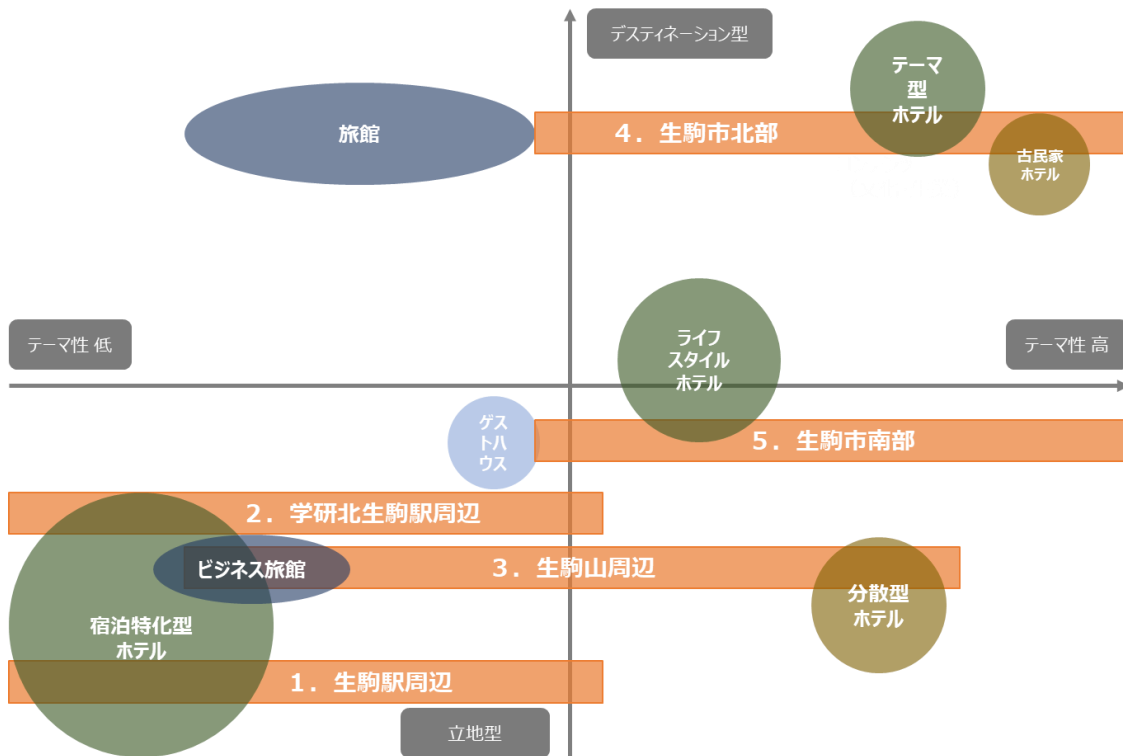 デスティネーション型
テーマ
型
ホテル
旅館
4．生駒市北部
古民家
ホテル
テーマ性 低
ライフ
スタイル
ホテル
テーマ性 高
ゲス
トハ
ウス
5．生駒市南部
2．学研北生駒駅周辺
ビジネス旅館
3．生駒山周辺
分散型
ホテル
宿泊特化型
ホテル
1．生駒駅周辺
立地型